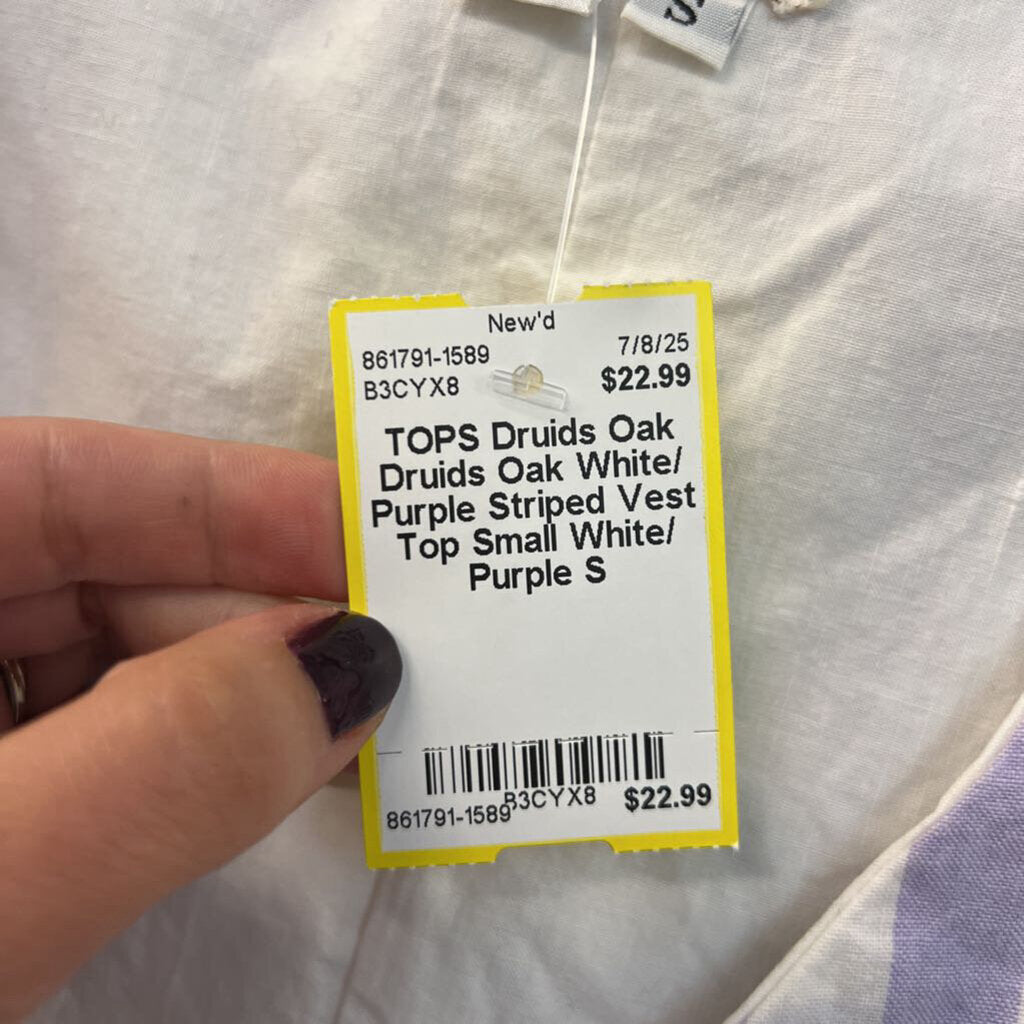 New'd
861791-1589 7/8/25
B3CYX8 $22.99
TOPS Druids Oak
Druids Oak White/
Purple Striped Vest
Top Small White/
Purple S
B3CYX8 $22.99
861791-1589